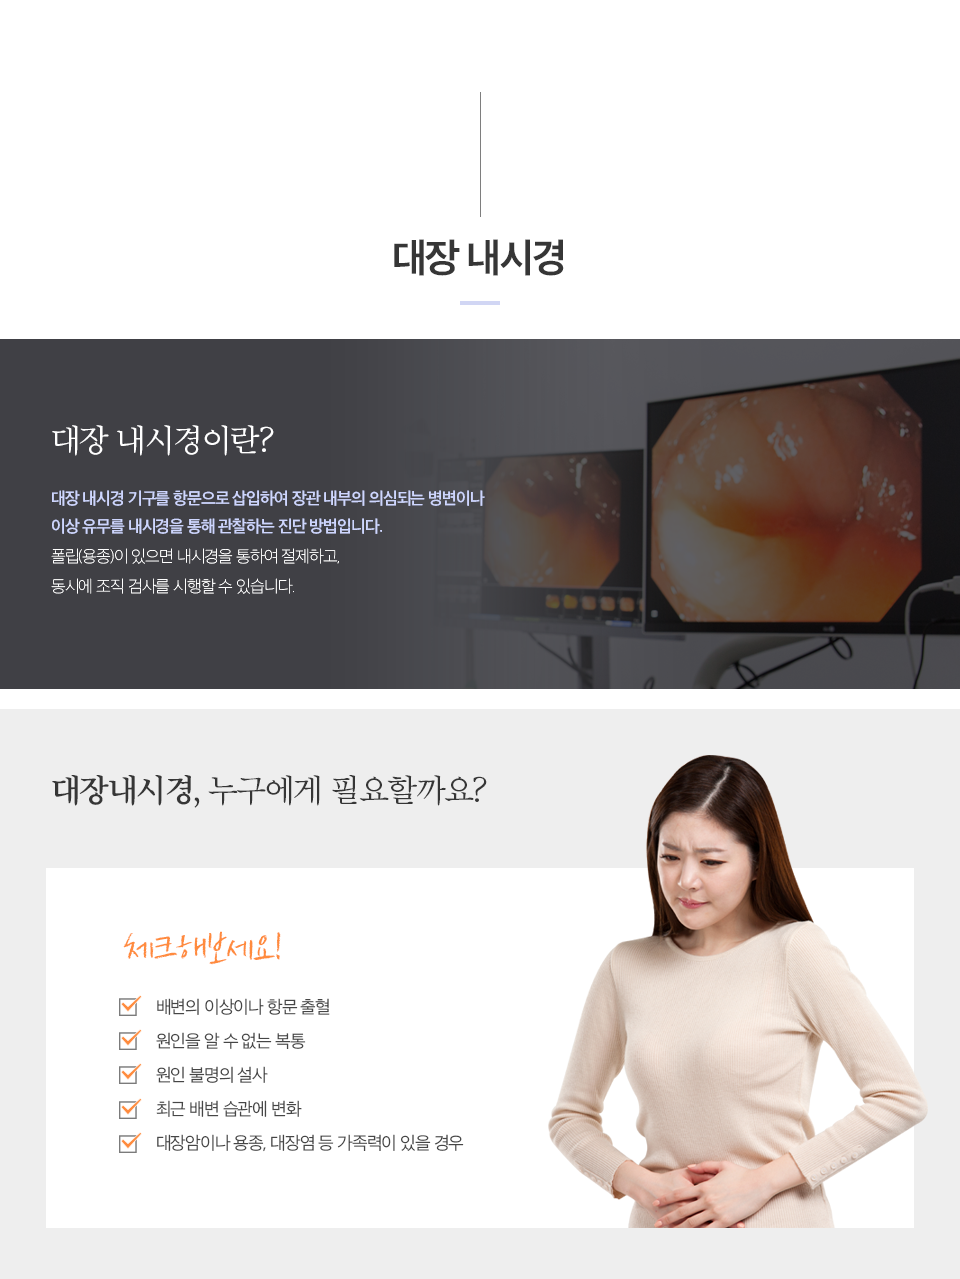 대장 내시경
대장 내시경이란?
대장 내시경 기구를 항문으로 삽입하여 장관 내부의 의심되는 병변이나
이상 유무를 내시경을 통해 관찰하는 진단 방법입니다.
폴립(용종)이 있으면 내시경을 통하여 절제하고,
동시에 조직 검사를 시행할 수 있습니다.
대장내시경, 누구에게 필요할까요?
체크해보세요!
배변의 이상이나 항문 출혈
원인을 알 수 없는 복통
원인 불명의 설사
최근 배변 습관에 변화
대장암이나 용종, 대장염 등 가족력이 있을 경우